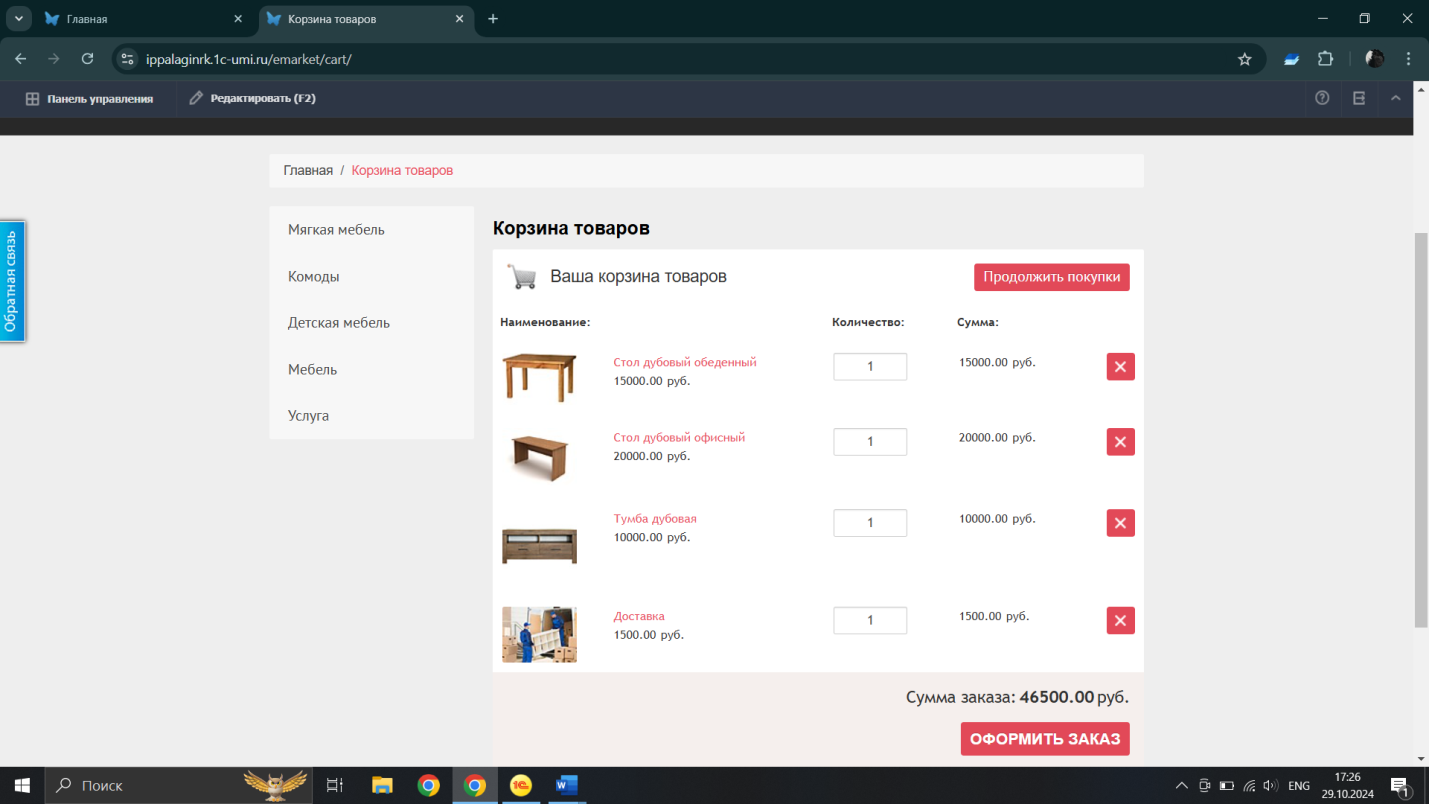 Главная
Корзина товаров
ippalaginrk.1c-umi.ru/emarket/cart/
Панель управления
Редактировать (F2)
Главная / Корзина товаров
Обратная связь
Мягкая мебель
Комоды
Детская мебель
Мебель
Услуга
Корзина товаров
Ваша корзина товаров
Продолжить покупки
Наименование: Количество: Сумма:
Стол дубовый обеденный 1 15000.00 руб.
15000.00 руб.
Стол дубовый офисный 1 20000.00 руб.
20000.00 руб.
Тумба дубовая 1 10000.00 руб.
10000.00 руб.
Доставка 1 1500.00 руб.
1500.00 руб.
Сумма заказа: 46500.00 руб.
ОФОРМИТЬ ЗАКАЗ
Поиск
1С
W
ENG
17:26
29.10.2024
1